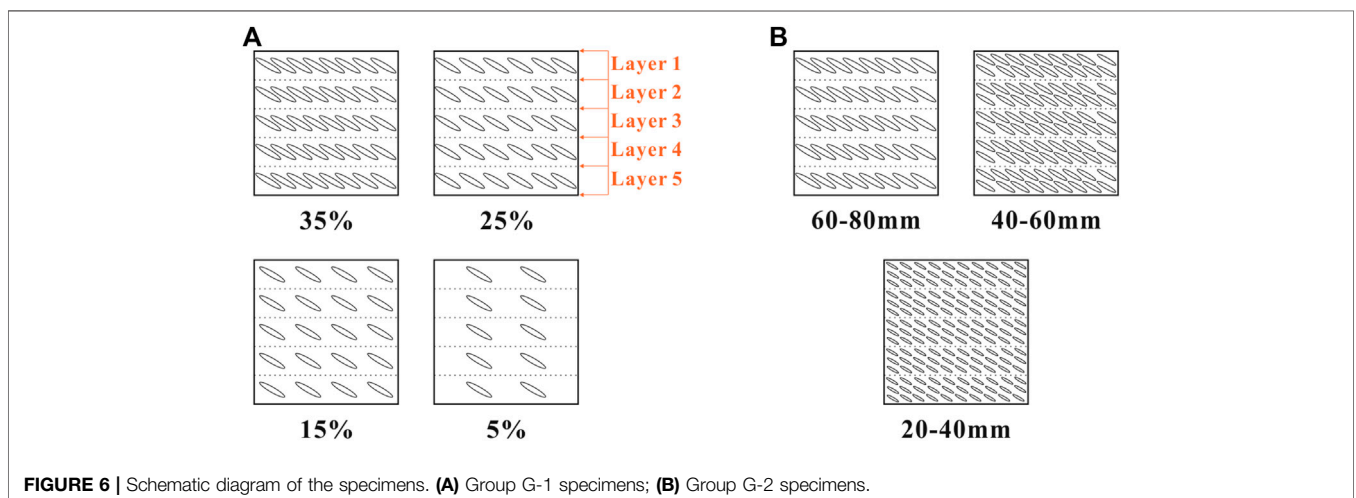 A
B
Layer 1
Layer 2
Layer 3
Layer 4
Layer 5
35%
25%
60-80mm
40-60mm
15%
5%
20-40mm
FIGURE 6 | Schematic diagram of the specimens. (A) Group G-1 specimens; (B) Group G-2 specimens.